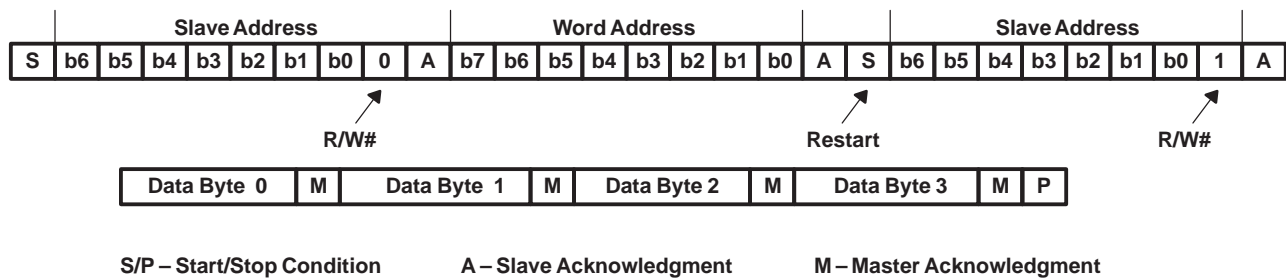 Slave Address Word Address Slave Address
S b6 b5 b4 b3 b2 b1 b0 0 A b7 b6 b5 b4 b3 b2 b1 b0 A S b6 b5 b4 b3 b2 b1 b0 1 A
R/W# Restart R/W#
Data Byte 0 M Data Byte 1 M Data Byte 2 M Data Byte 3 M P
S/P – Start/Stop Condition A – Slave Acknowledgment M – Master Acknowledgment